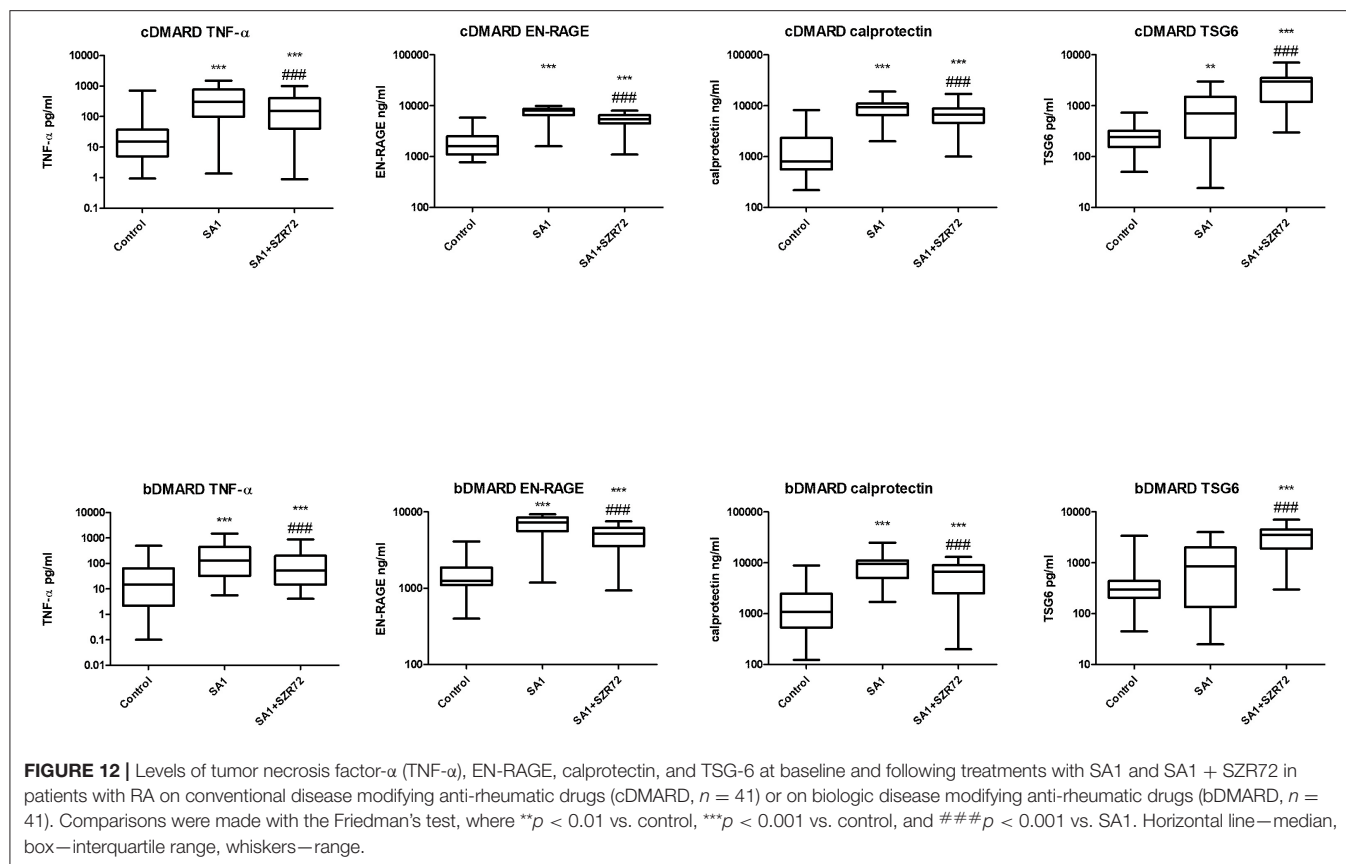 cDMARD TNF-α
TNF-α pg/ml
10000
1000
100
10
1
0.1
***
***
###
Control
SA1
SA1+SZR72
cDMARD EN-RAGE
EN-RAGE ng/ml
100000
10000
1000
100
***
***
###
Control
SA1
SA1+SZR72
cDMARD calprotectin
calprotectin ng/ml
100000
10000
1000
100
***
***
###
Control
SA1
SA1+SZR72
cDMARD TSG6
TSG6 pg/ml
10000
1000
100
10
**
***
###
Control
SA1
SA1+SZR72
bDMARD TNF-α
TNF-α pg/ml
10000
1000
100
10
1
0.1
0.01
***
***
###
Control
SA1
SA1+SZR72
bDMARD EN-RAGE
EN-RAGE ng/ml
10000
1000
100
***
***
###
Control
SA1
SA1+SZR72
bDMARD calprotectin
calprotectin ng/ml
100000
10000
1000
100
***
***
###
Control
SA1
SA1+SZR72
bDMARD TSG6
TSG6 pg/ml
10000
1000
100
10
***
###
Control
SA1
SA1+SZR72
FIGURE 12 | Levels of tumor necrosis factor-α (TNF-α), EN-RAGE, calprotectin, and TSG-6 at baseline and following treatments with SA1 and SA1 + SZR72 in
patients with RA on conventional disease modifying anti-rheumatic drugs (cDMARD, n = 41) or on biologic disease modifying anti-rheumatic drugs (bDMARD, n =
41). Comparisons were made with the Friedman's test, where **p < 0.01 vs. control, ***p < 0.001 vs. control, and ###p < 0.001 vs. SA1. Horizontal line—median,
box—interquartile range, whiskers—range.